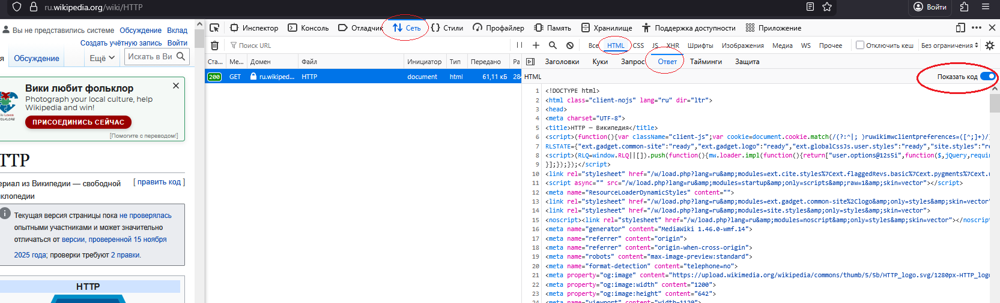 ru.wikipedia.org/wiki/HTTP
Войти
Вы не представились системе Обсуждение Вклад
Создать учётную запись Войти
я Обсуждение Ещё Искать в Ви
Вики любит фольклор
Photograph your local culture, help
Wikipedia and win!
ПРИСОЕДИНИСЬ СЕЙЧАС
[Помогите с переводом!]
TTP
ериал из Википедии — свободной [ править код ]
клопедии
Текущая версия страницы пока не проверялась
опытными участниками и может значительно
отличаться от версии, проверенной 15 ноября
2025 года; проверки требуют 2 правки.
HTTP
Инспектор Консоль Отладчик Сеть Стили Профайлер Память Хранилище Поддержка доступности Приложение
Поиск URL
Все HTML CSS JS XHR Шрифты Изображения Медиа WS Прочее Отключить кеш Без ограничения
Ста... Ме... Домен Файл Инициатор Тип Передано Ра
200 GET ru.wikiped... HTTP document html 61,11 кБ 284
Заголовки Куки Запрос Ответ Тайминги Защита
HTML Показать код
1 <!DOCTYPE html>
2 <html class="client-nojs" lang="ru" dir="ltr">
3 <head>
4 <meta charset="UTF-8">
5 <title>HTTP — Википедия</title>
6 <script>(function(){var className="client-js";var cookie=document.cookie.match(/(?:^|; )ruwikimwclientpreferences=([^;]+)/)
7 RLSTATE={"ext.gadget.common-site":"ready","ext.gadget.logo":"ready","ext.globalCssJs.user.styles":"ready","site.styles":"re
8 <script>(RLQ=window.RLQ||[]).push(function(){mw.loader.impl(function(){return["user.options@12s5i",function($,jQuery,requir
9 }];});});</script>
10 <link rel="stylesheet" href="/w/load.php?lang=ru&amp;modules=ext.cite.styles%7Cext.flaggedRevs.basic%7Cext.pygments%7Cext.u
11 <script async="" src="/w/load.php?lang=ru&amp;modules=startup&amp;only=scripts&amp;raw=1&amp;skin=vector"></script>
12 <meta name="ResourceLoaderDynamicStyles" content="">
13 <link rel="stylesheet" href="/w/load.php?lang=ru&amp;modules=ext.gadget.common-site%2Clogo&amp;only=styles&amp;skin=vector"
14 <link rel="stylesheet" href="/w/load.php?lang=ru&amp;modules=site.styles&amp;only=styles&amp;skin=vector">
15 <noscript><link rel="stylesheet" href="/w/load.php?lang=ru&amp;modules=noscript&amp;only=styles&amp;skin=vector"></noscript
16 <meta name="generator" content="MediaWiki 1.46.0-wmf.14">
17 <meta name="referrer" content="origin">
18 <meta name="referrer" content="origin-when-cross-origin">
19 <meta name="robots" content="max-image-preview:standard">
20 <meta name="format-detection" content="telephone=no">
21 <meta property="og:image" content="https://upload.wikimedia.org/wikipedia/commons/thumb/5/5b/HTTP_logo.svg/1280px-HTTP_logo
22 <meta property="og:image:width" content="1200">
23 <meta property="og:image:height" content="642">
24 <meta name="viewport" content="width=1120">